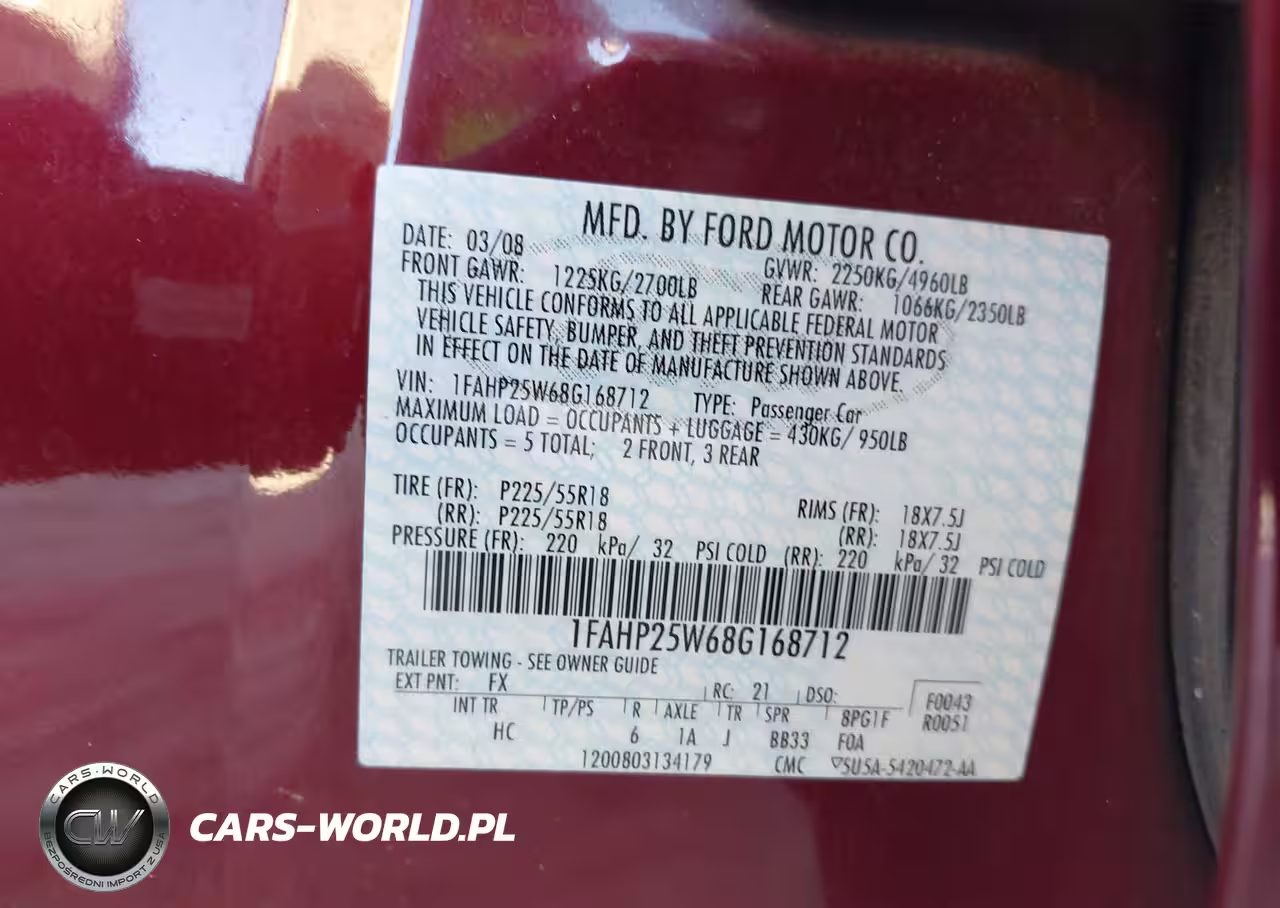 MFD. BY FORD MOTOR CO.
DATE: 03/08 GVWR: 2250KG/4960LB
FRONT GAWR: 1225KG/2700LB REAR GAWR: 1066KG/2350LB
THIS VEHICLE CONFORMS TO ALL APPLICABLE FEDERAL MOTOR
VEHICLE SAFETY, BUMPER, AND THEFT PREVENTION STANDARDS
IN EFFECT ON THE DATE OF MANUFACTURE SHOWN ABOVE.
VIN: 1FAHP25W68G168712 TYPE: Passenger Car
MAXIMUM LOAD = OCCUPANTS + LUGGAGE = 430KG/ 950LB
OCCUPANTS = 5 TOTAL; 2 FRONT, 3 REAR
TIRE (FR): P225/55R18 RIMS (FR): 18X7.5J
(RR): P225/55R18 (RR): 18X7.5J
PRESSURE (FR): 220 kPa/ 32 PSI COLD (RR): 220 kPa/ 32 PSI COLD
1FAHP25W68G168712
TRAILER TOWING - SEE OWNER GUIDE
EXT PNT: FX RC: 21 DSO: F0043
INT TR TP/PS R AXLE TR SPR 8PG1F R0051
HC 6 1A J BB33 F0A
1200803134179 CMC ▽5U5A-5420472-AA
CARS-WORLD
CW
BEZPOŚREDNI IMPORT Z USA
CARS-WORLD.PL